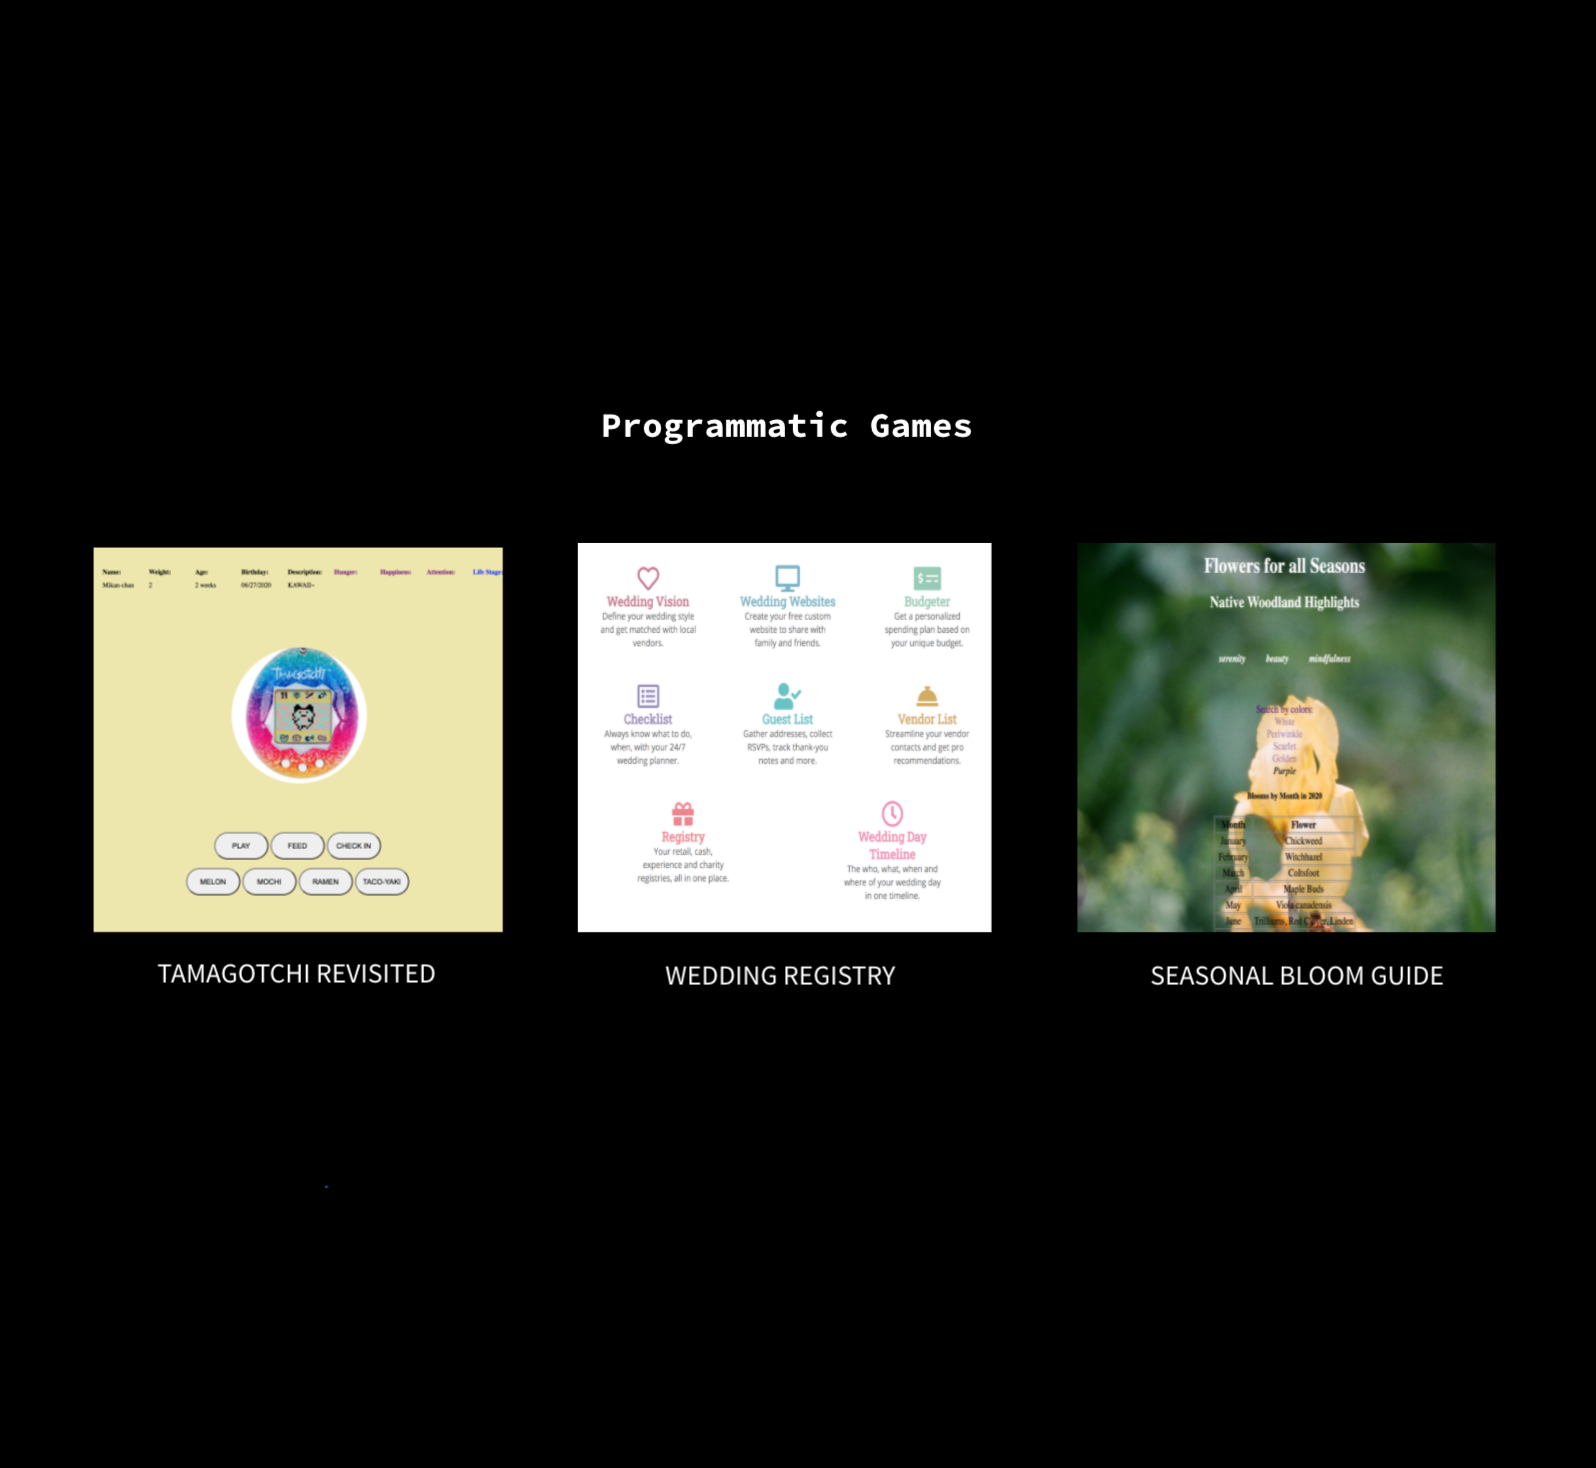 Programmatic Games
Name: Weight: Age: Birthday: Description: Hunger: Happiness: Attention: Life Stage:
Mikan-chan 2 2 weeks 06/27/2020 KAWAII~
Tamagotchi
PLAY FEED CHECK IN
MELON MOCHI RAMEN TACO-YAKI
TAMAGOTCHI REVISITED
Wedding Vision
Define your wedding style
and get matched with local
vendors.
Wedding Websites
Create your free custom
website to share with
family and friends.
Budgeter
Get a personalized
spending plan based on
your unique budget.
Checklist
Always know what to do,
when, with your 24/7
wedding planner.
Guest List
Gather addresses, collect
RSVPs, track thank-you
notes and more.
Vendor List
Streamline your vendor
contacts and get pro
recommendations.
Registry
Your retail, cash,
experience and charity
registries, all in one place.
Wedding Day
Timeline
The who, what, when and
where of your wedding day
in one timeline.
WEDDING REGISTRY
Flowers for all Seasons
Native Woodland Highlights
serenity beauty mindfulness
Search by colors:
White
Periwinkle
Scarlet
Golden
Purple
Blooms by Month in 2020
Month Flower
January Chickweed
February Witchhazel
March Coltsfoot
April Maple Buds
May Viola canadensis
June Trilliums, Red Clover, Linden
SEASONAL BLOOM GUIDE